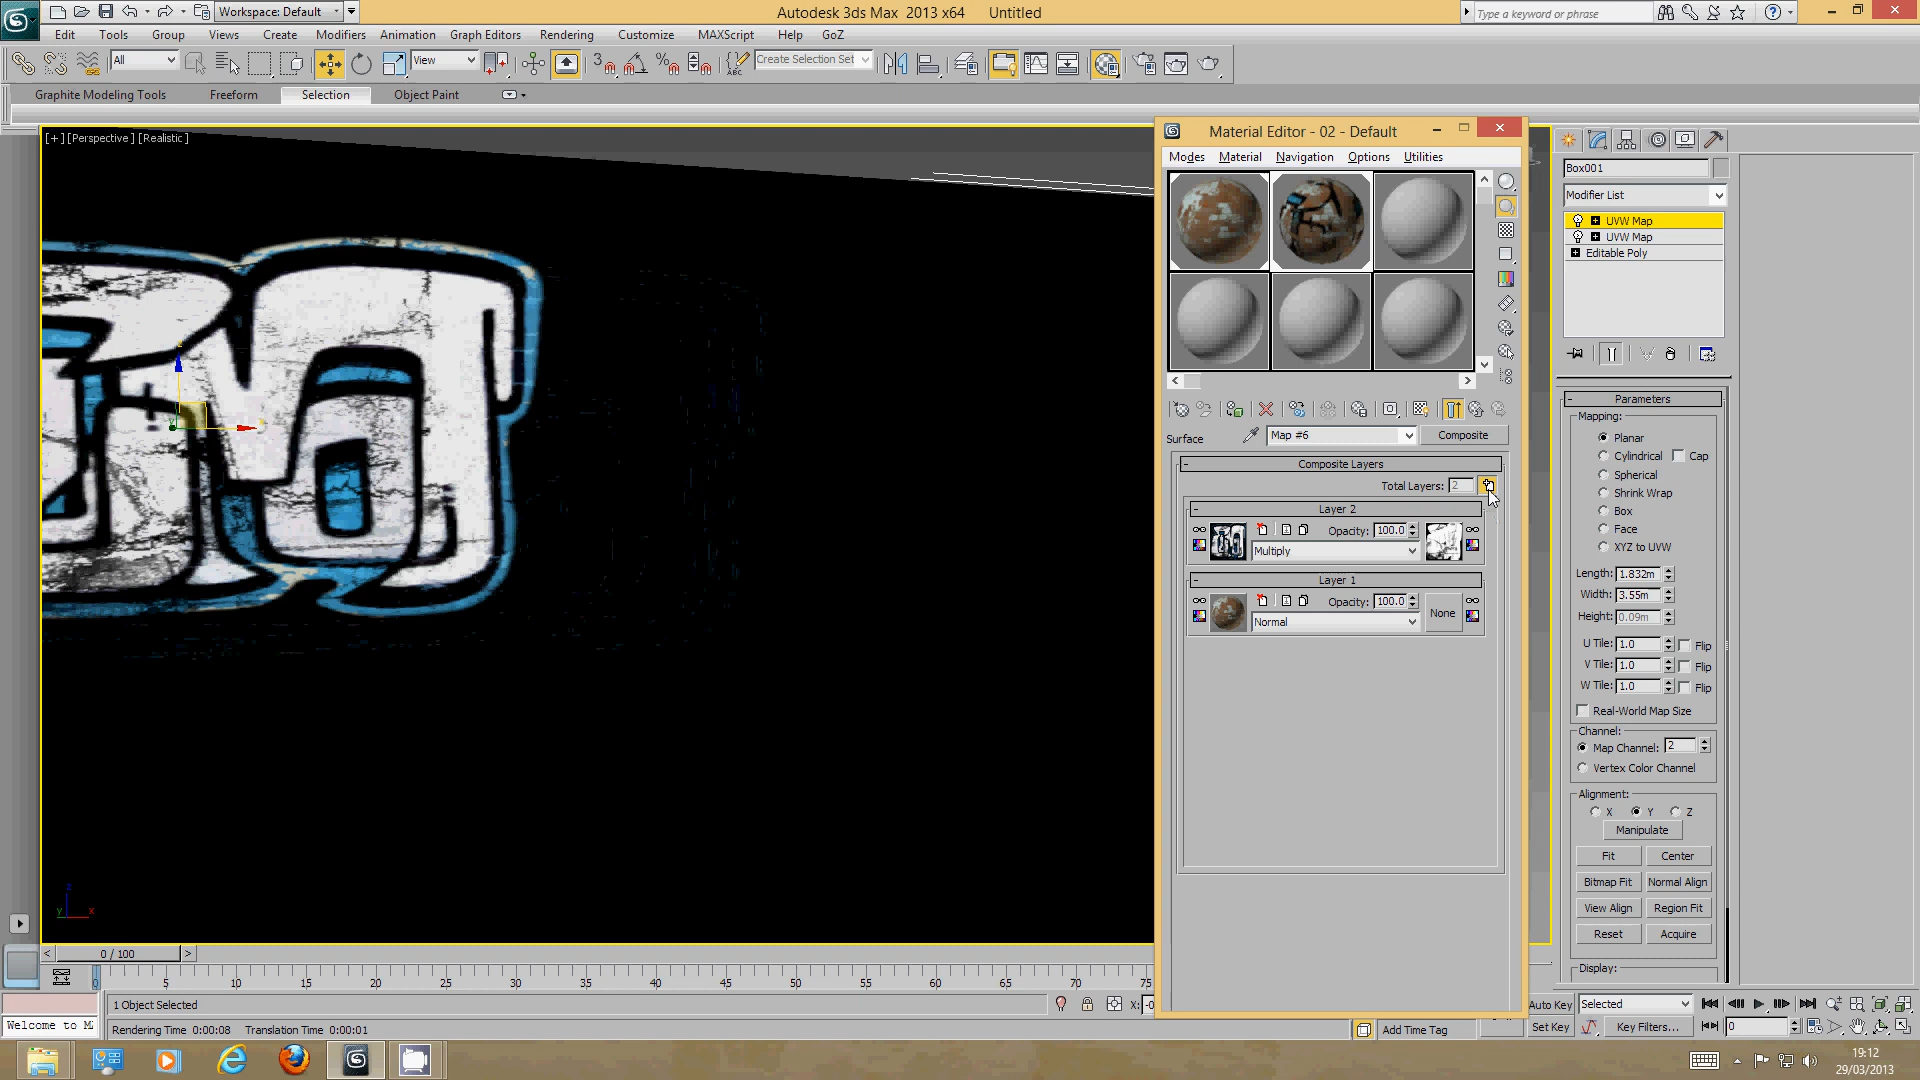 Workspace: Default
Autodesk 3ds Max 2013 x64 Untitled
Type a keyword or phrase
Edit Tools Group Views Create Modifiers Animation Graph Editors Rendering Customize MAXScript Help GoZ
All View Create Selection Set
Graphite Modeling Tools Freeform Selection Object Paint
[+] [Perspective] [Realistic]
Material Editor - 02 - Default
Modes Material Navigation Options Utilities
Surface Map #6 Composite
Composite Layers
Total Layers: 2
Layer 2
Opacity: 100.0
Multiply
Layer 1
Opacity: 100.0
Normal
None
Box001
Modifier List
UVW Map
UVW Map
Editable Poly
Parameters
Mapping:
Planar
Cylindrical Cap
Spherical
Shrink Wrap
Box
Face
XYZ to UVW
Length: 1.832m
Width: 3.55m
Height: 0.09m
U Tile: 1.0 Flip
V Tile: 1.0 Flip
W Tile: 1.0 Flip
Real-World Map Size
Channel:
Map Channel: 2
Vertex Color Channel
Alignment:
X Y Z
Manipulate
Fit Center
Bitmap Fit Normal Align
View Align Region Fit
Reset Acquire
Display:
z
y x
< 0 / 100 >
0 5 10 15 20 25 30 35 40 45 50 55 60 65 70 75
1 Object Selected X: -0
Auto Key Selected
Welcome to M
Rendering Time 0:00:08 Translation Time 0:00:01
Add Time Tag
Set Key Key Filters... 0
19:12
29/03/2013